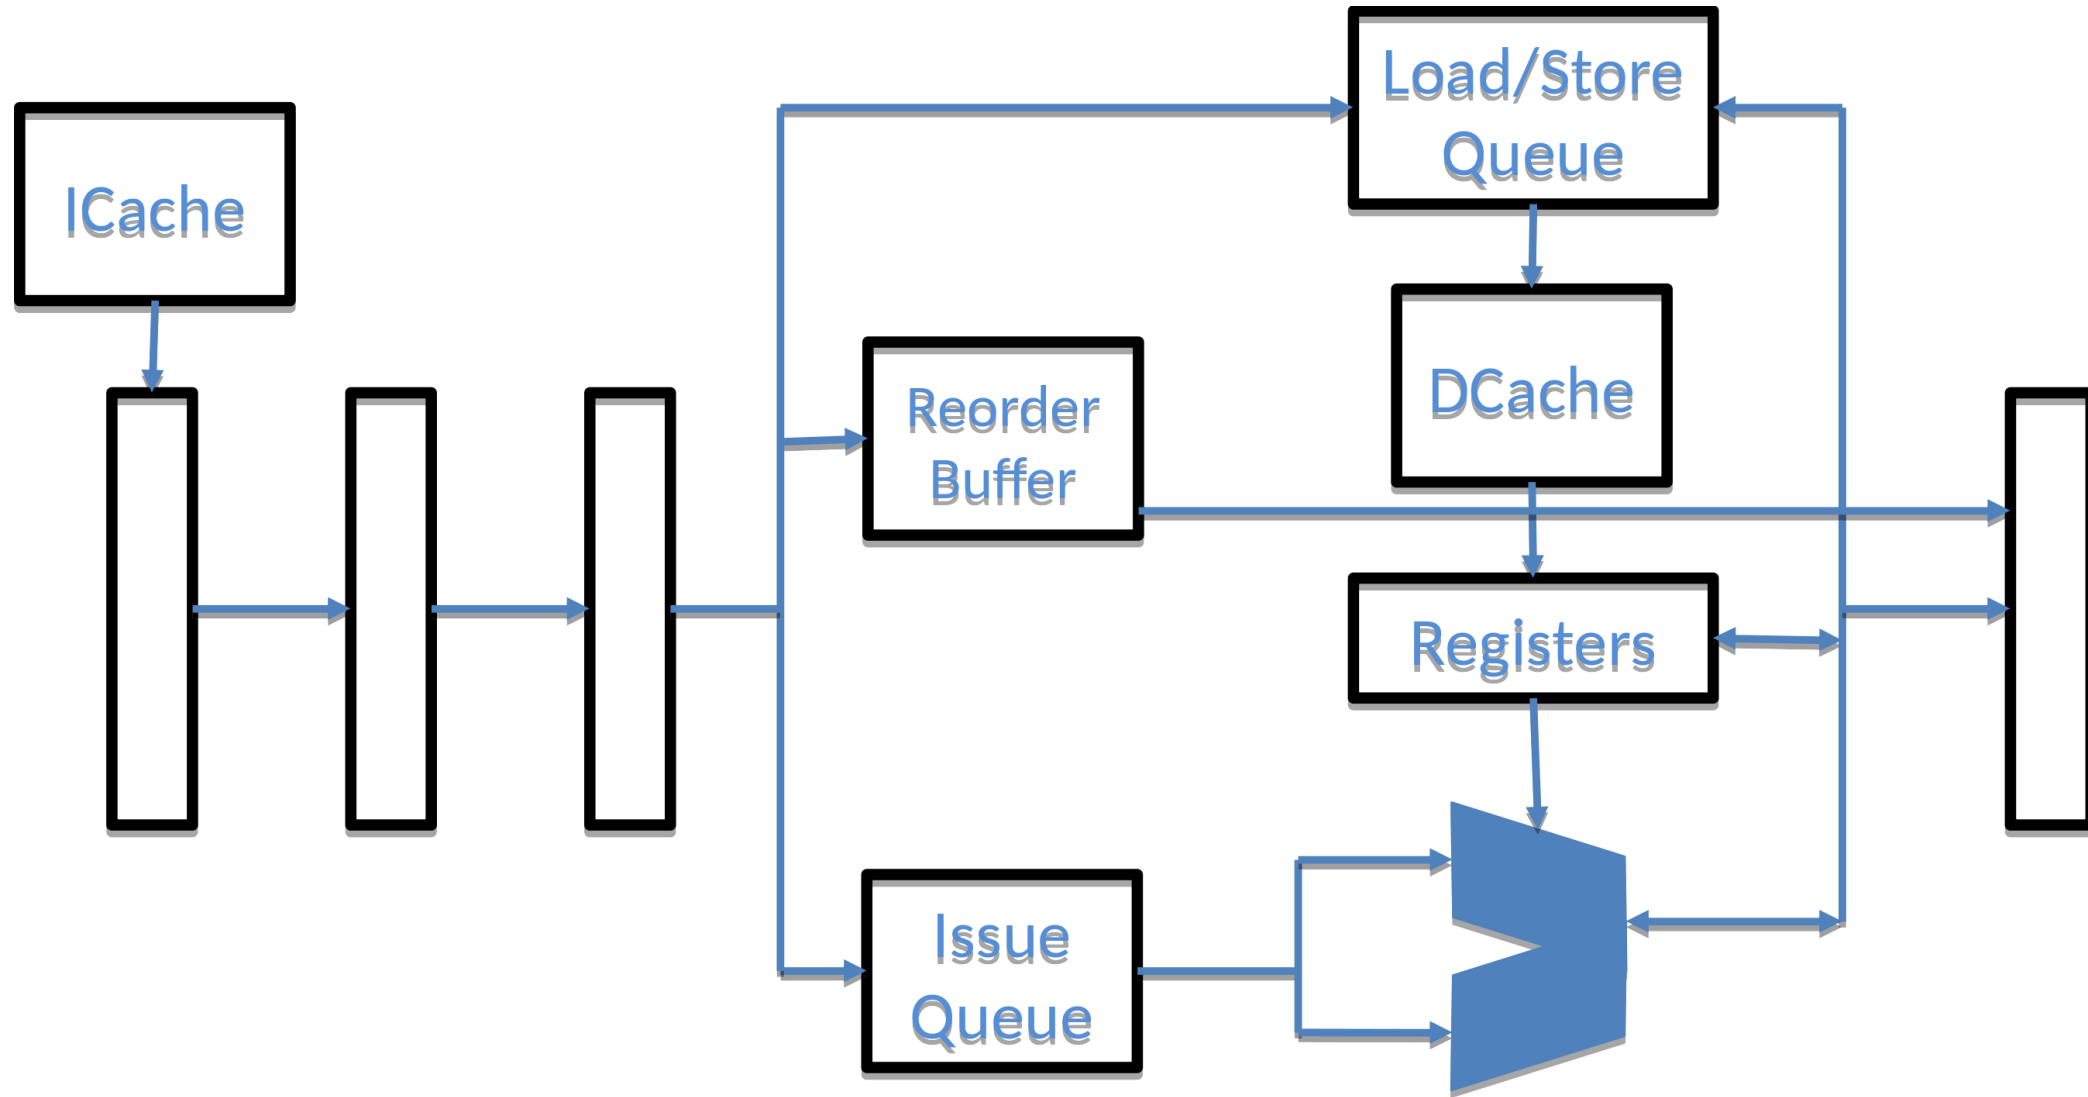 Load/Store
Queue
ICache
DCache
Reorder
Buffer
Registers
Issue
Queue